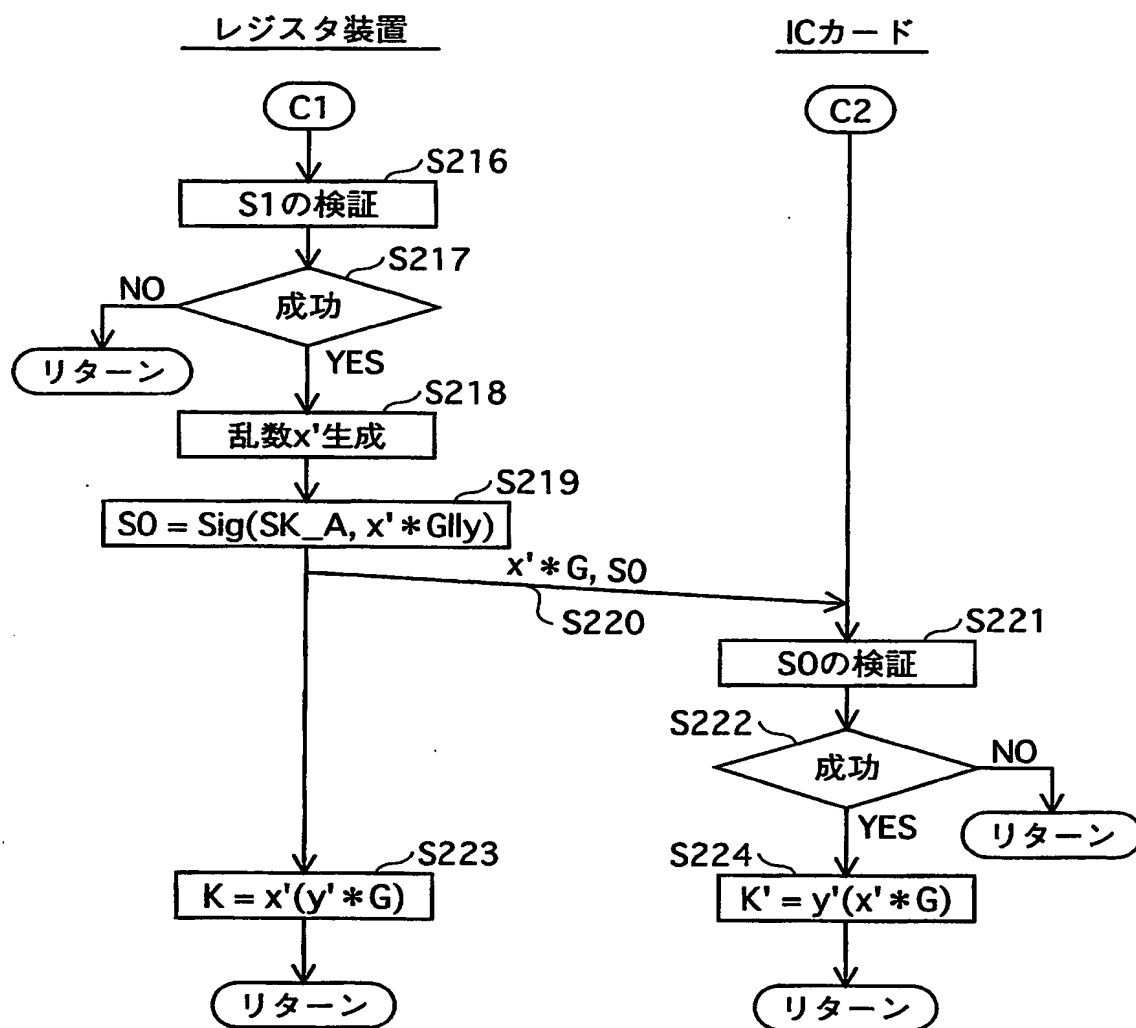 レジスタ装置
ICカード
C1
C2
S216
S1の検証
S217
NO
成功
リターン
YES
S218
乱数x'生成
S219
S0 = Sig(SK_A, x'*G||y)
x'*G, S0
S220
S221
S0の検証
S222
NO
成功
YES
リターン
S223
K = x'(y'*G)
S224
K' = y'(x'*G)
リターン
リターン